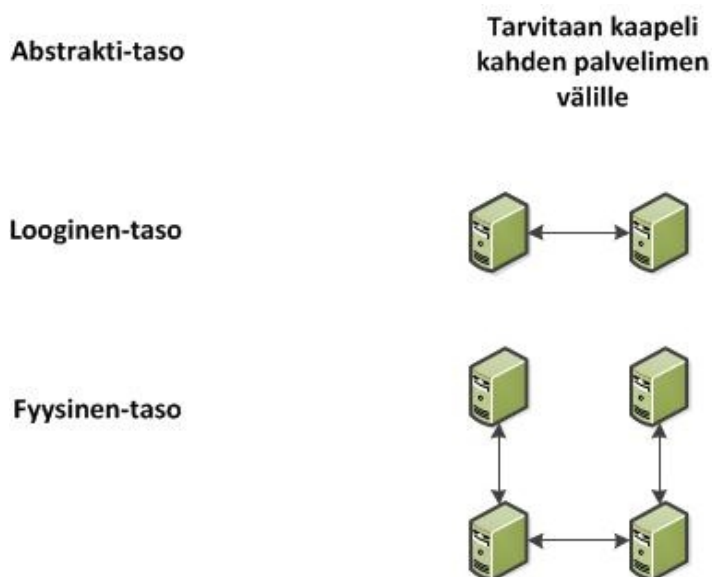 Abstrakti-taso
Tarvitaan kaapeli
kahden palvelimen
välille
Looginen-taso
Fyysinen-taso